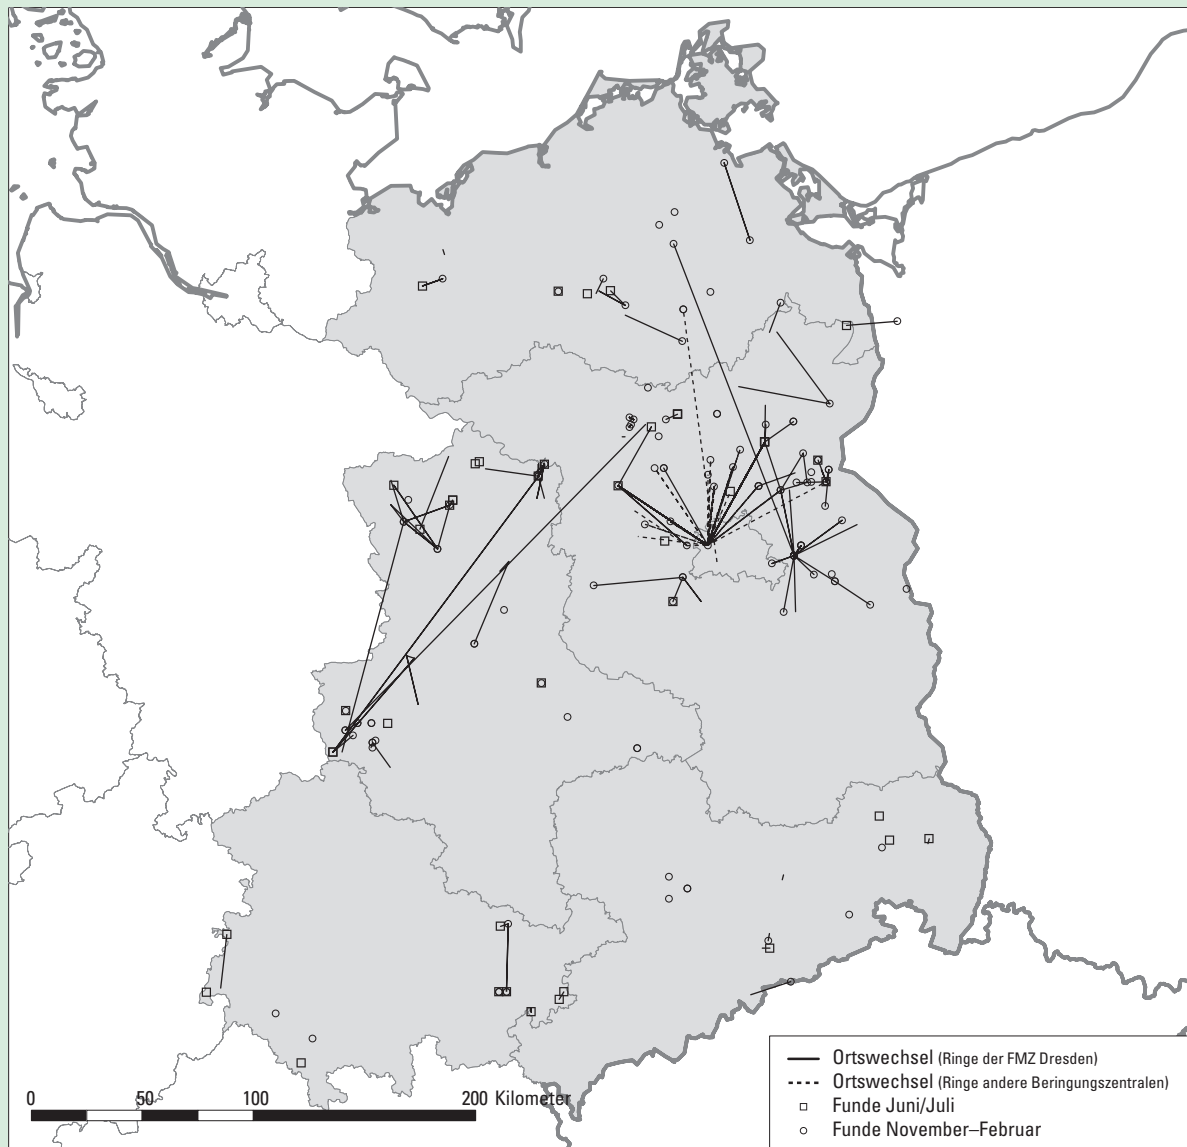 0 50 100 200 Kilometer
Ortswechsel (Ringe der FMZ Dresden)
Ortswechsel (Ringe andere Beringungszentralen)
Funde Juni/Juli
Funde November–Februar